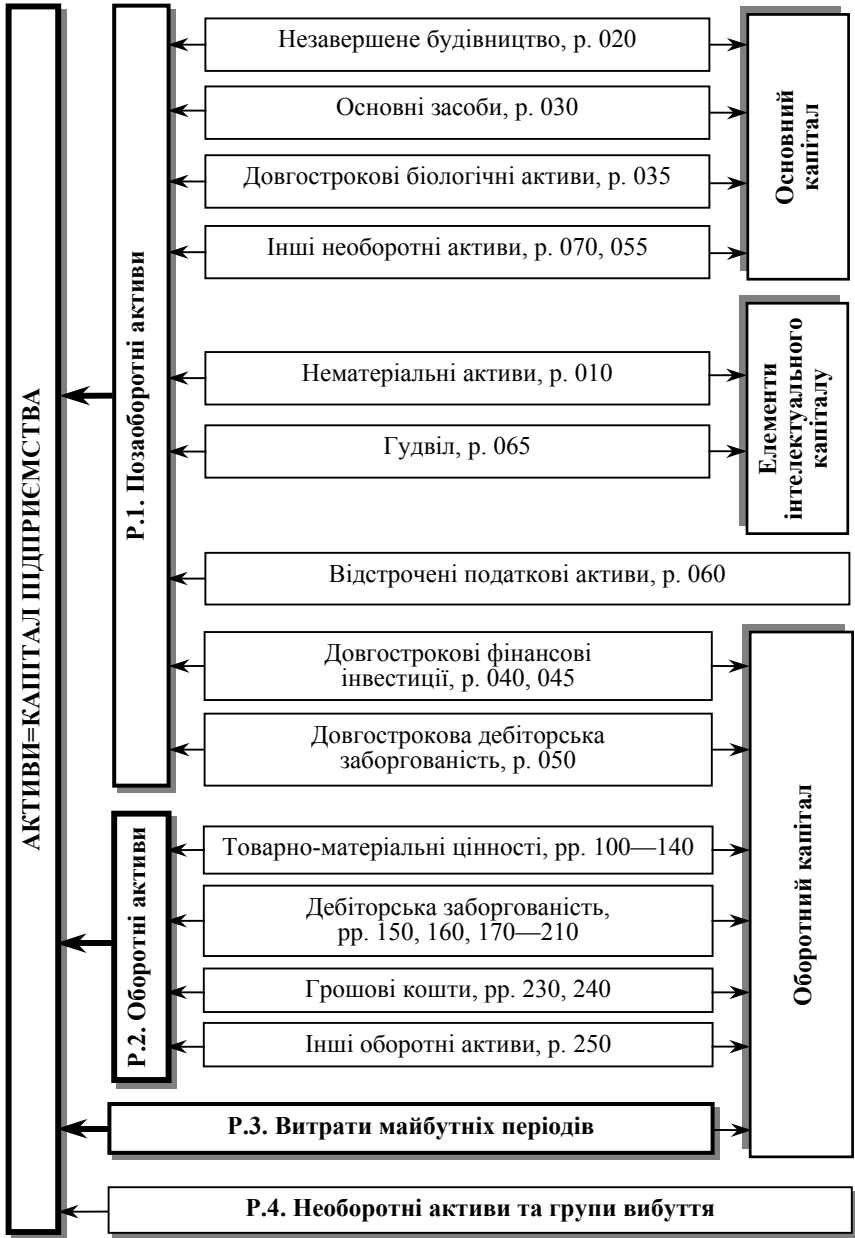 АКТИВИ=КАПІТАЛ ПІДПРИЄМСТВА
Р.1. Позаоборотні активи
Незавершене будівництво, р. 020
Основні засоби, р. 030
Довгострокові біологічні активи, р. 035
Інші необоротні активи, р. 070, 055
Основний
капітал
Нематеріальні активи, р. 010
Гудвіл, р. 065
Елементи
інтелектуального
капіталу
Відстрочені податкові активи, р. 060
Довгострокові фінансові
інвестиції, р. 040, 045
Довгострокова дебіторська
заборгованість, р. 050
Р.2. Оборотні активи
Товарно-матеріальні цінності, рр. 100—140
Дебіторська заборгованість,
рр. 150, 160, 170—210
Грошові кошти, рр. 230, 240
Інші оборотні активи, р. 250
Оборотний капітал
Р.3. Витрати майбутніх періодів
Р.4. Необоротні активи та групи вибуття